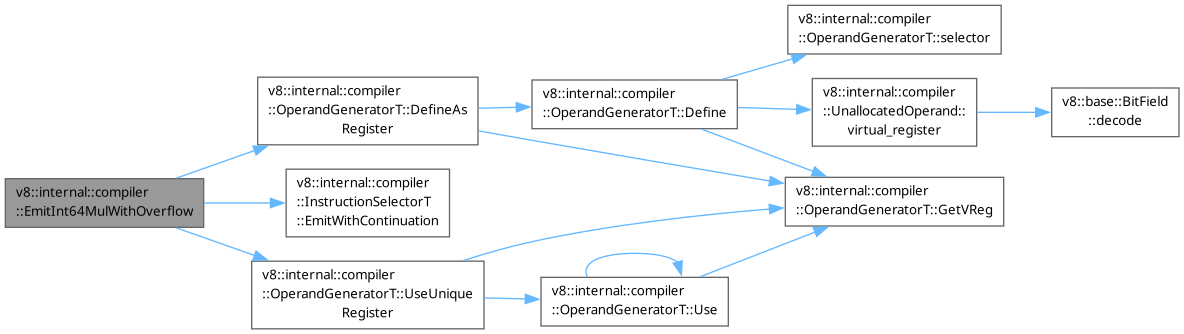 v8::internal::compiler
::EmitInt64MulWithOverflow
v8::internal::compiler
::OperandGeneratorT::DefineAs
Register
v8::internal::compiler
::InstructionSelectorT
::EmitWithContinuation
v8::internal::compiler
::OperandGeneratorT::UseUnique
Register
v8::internal::compiler
::OperandGeneratorT::Define
v8::internal::compiler
::OperandGeneratorT::Use
v8::internal::compiler
::OperandGeneratorT::selector
v8::internal::compiler
::UnallocatedOperand::
virtual_register
v8::internal::compiler
::OperandGeneratorT::GetVReg
v8::base::BitField
::decode